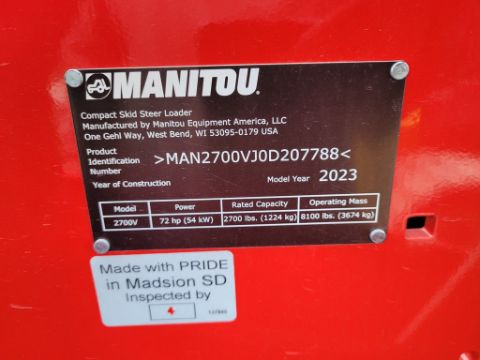 MANITOU
Compact Skid Steer Loader
Manufactured by Manitou Equipment America, LLC
One Gehl Way, West Bend, WI 53095-0179 USA
Product
Identification >MAN2700VJ0D207788<
Number
Year of Construction Model Year 2023
Model Power Rated Capacity Operating Mass
2700V 72 hp (54 kW) 2700 lbs. (1224 kg) 8100 lbs. (3674 kg)
Made with PRIDE
in Madsion SD
Inspected by
4